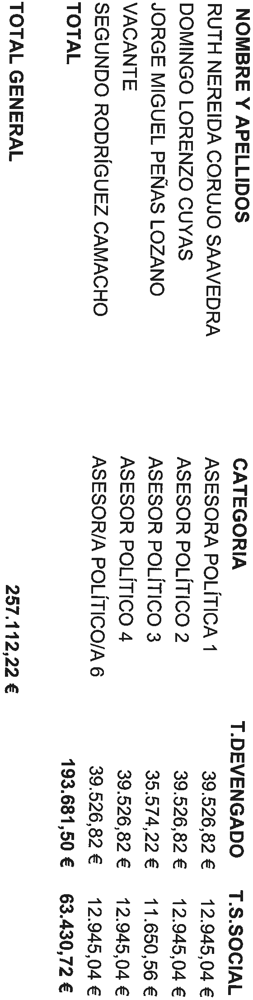 NOMBRE Y APELLIDOS CATEGORIA T.DEVENGADO T.S.SOCIAL
RUTH NEREIDA CORUJO SAAVEDRA ASESORA POLÍTICA 1 39.526,82 € 12.945,04 €
DOMINGO LORENZO CUYAS ASESOR POLÍTICO 2 39.526,82 € 12.945,04 €
JORGE MIGUEL PEÑAS LOZANO ASESOR POLÍTICO 3 35.574,22 € 11.650,56 €
VACANTE ASESOR POLÍTICO 4 39.526,82 € 12.945,04 €
SEGUNDO RODRÍGUEZ CAMACHO ASESOR/A POLÍTICO/A 6 39.526,82 € 12.945,04 €
TOTAL 193.681,50 € 63.430,72 €
TOTAL GENERAL 257.112,22 €